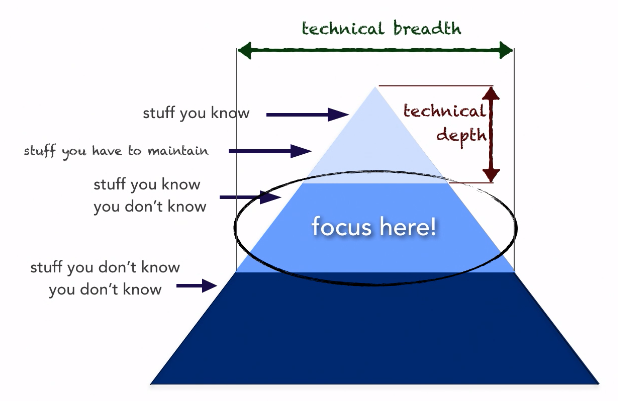 technical breadth
stuff you know
technical
depth
stuff you have to maintain
stuff you know
you don't know
focus here!
stuff you don't know
you don't know